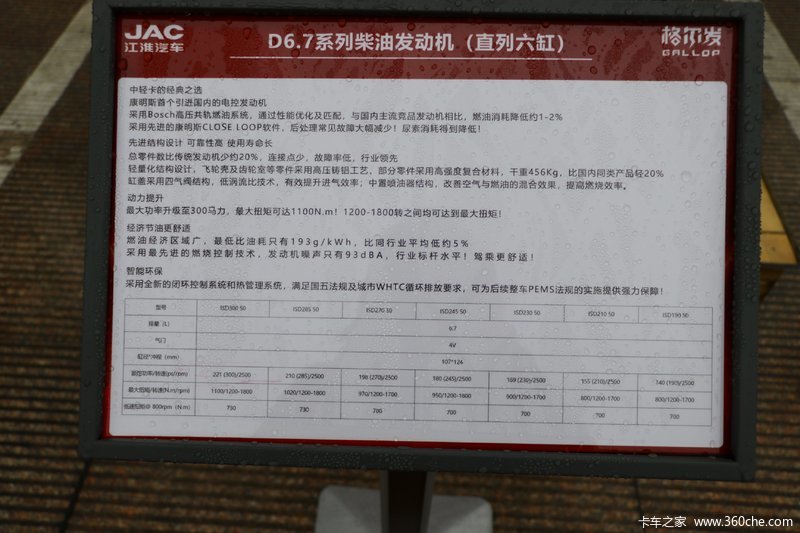 JAC
江淮汽车
D6.7系列柴油发动机（直列六缸）
格尔发
GALLOP
中轻卡的经典之选
康明斯首个引进国内的电控发动机
采用Bosch高压共轨燃油系统，通过性能优化及匹配，与国内主流竞品发动机相比，燃油消耗降低约1-2%
采用先进的康明斯CLOSE LOOP软件，后处理常见故障大幅减少！尿素消耗得到降低！
先进结构设计 可靠性高 使用寿命长
总零件数比传统发动机少约20%，连接点少，故障率低，行业领先
轻量化结构设计，飞轮壳及齿轮室等零件采用高压铸铝工艺，部分零件采用高强度复合材料，干重456Kg，比国内同类产品轻20%
缸盖采用四气阀结构，低涡流比技术，有效提升进气效率；中置喷油器结构，改善空气与燃油的混合效果，提高燃烧效率。
动力提升
最大功率升级至300马力，最大扭矩可达1100N.m！1200-1800转之间均可达到最大扭矩！
经济节油更舒适
燃油经济区域广，最低比油耗只有193g/kWh，比同行业平均低约5%
采用最先进的燃烧控制技术，发动机噪声只有93dBA，行业标杆水平！驾乘更舒适！
智能环保
采用全新的闭环控制系统和热管理系统，满足国五法规及城市WHTC循环排放要求，可为后续整车PEMS法规的实施提供强力保障！
型号 ISD300 50 ISD285 50 ISD270 50 ISD245 50 ISD230 50 ISD210 50 ISD190 50
排量（L） 6.7
气门 4V
缸径*冲程（mm） 107*124
额定功率/转速(ps/rpm) 221 (300)/2500 210 (285)/2500 198 (270)/2500 180 (245)/2500 169 (230)/2500 155 (210)/2500 140 (190)/2500
最大扭矩/转速(N.m/rpm) 1100/1200-1800 1020/1200-1800 970/1200-1700 950/1200-1800 900/1200-1700 800/1200-1700 800/1200-1700
低速扭矩@ 800rpm（N.m） 730 730 700 700 700 700 700
卡车之家 www.360che.com